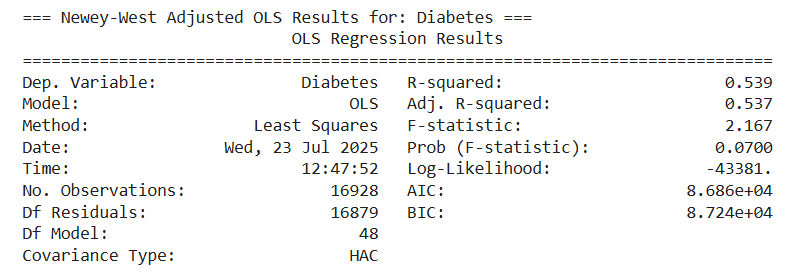 === Newey-West Adjusted OLS Results for: Diabetes ===
OLS Regression Results
==============================================================================
Dep. Variable: Diabetes R-squared: 0.539
Model: OLS Adj. R-squared: 0.537
Method: Least Squares F-statistic: 2.167
Date: Wed, 23 Jul 2025 Prob (F-statistic): 0.0700
Time: 12:47:52 Log-Likelihood: -43381.
No. Observations: 16928 AIC: 8.686e+04
Df Residuals: 16879 BIC: 8.724e+04
Df Model: 48
Covariance Type: HAC